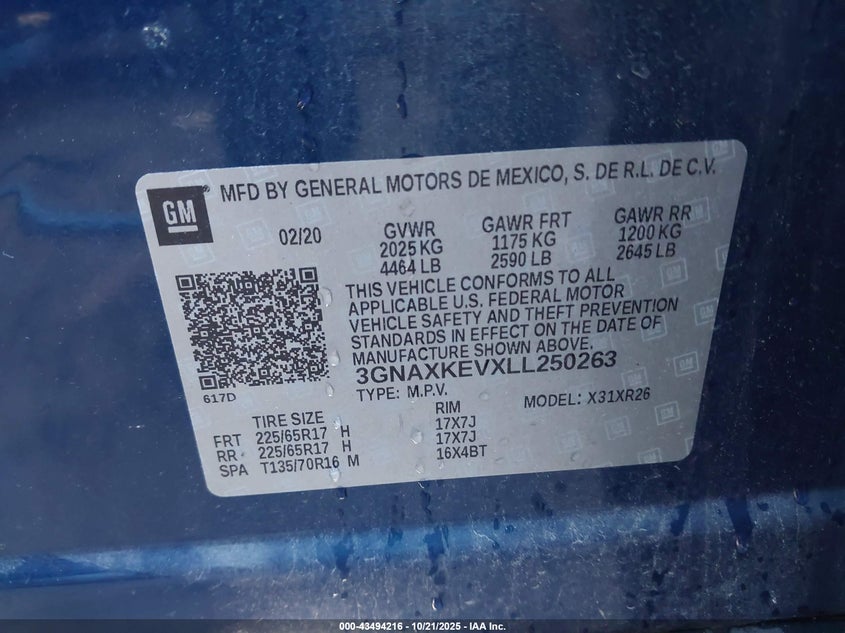 GM
MFD BY GENERAL MOTORS DE MEXICO, S. DE R.L. DE C.V.
02/20
GVWR
2025 KG
4464 LB
GAWR FRT
1175 KG
2590 LB
GAWR RR
1200 KG
2645 LB
THIS VEHICLE CONFORMS TO ALL
APPLICABLE U.S. FEDERAL MOTOR
VEHICLE SAFETY AND THEFT PREVENTION
STANDARDS IN EFFECT ON THE DATE OF
MANUFACTURE SHOWN ABOVE.
617D
3GNAXKEVXLL250263
TYPE: M.P.V.
MODEL: X31XR26
TIRE SIZE RIM
FRT 225/65R17 H 17X7J
RR 225/65R17 H 17X7J
SPA T135/70R16 M 16X4BT
000-43494216 - 10/21/2025 - IAA Inc.